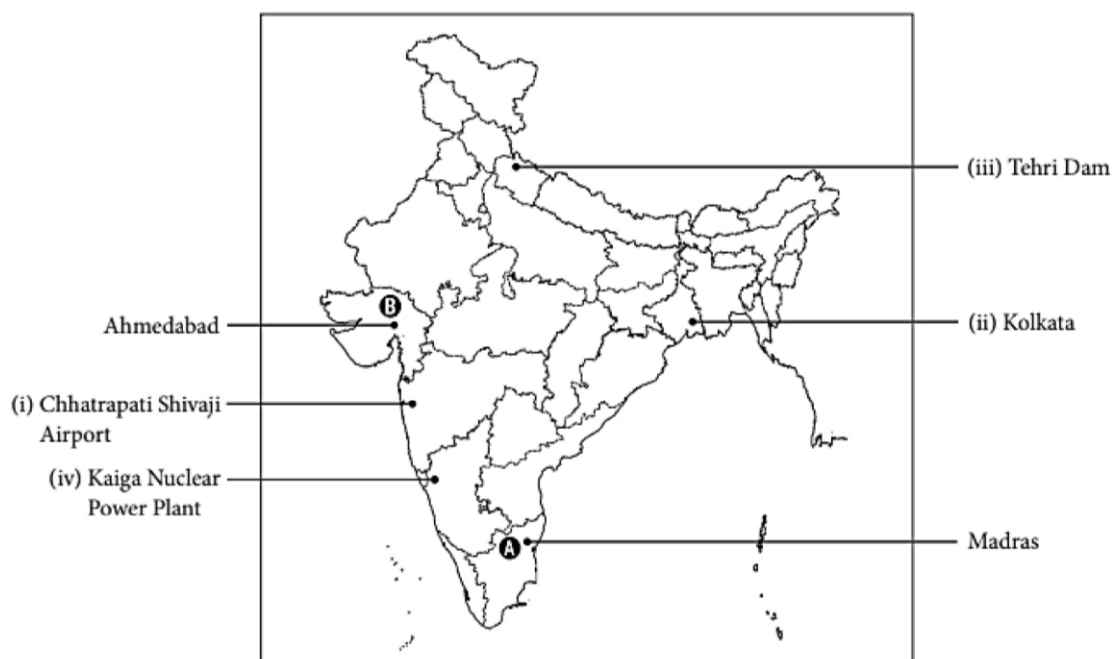 (iii) Tehri Dam
B
Ahmedabad
(ii) Kolkata
(i) Chhatrapati Shivaji
Airport
(iv) Kaiga Nuclear
Power Plant
A
Madras